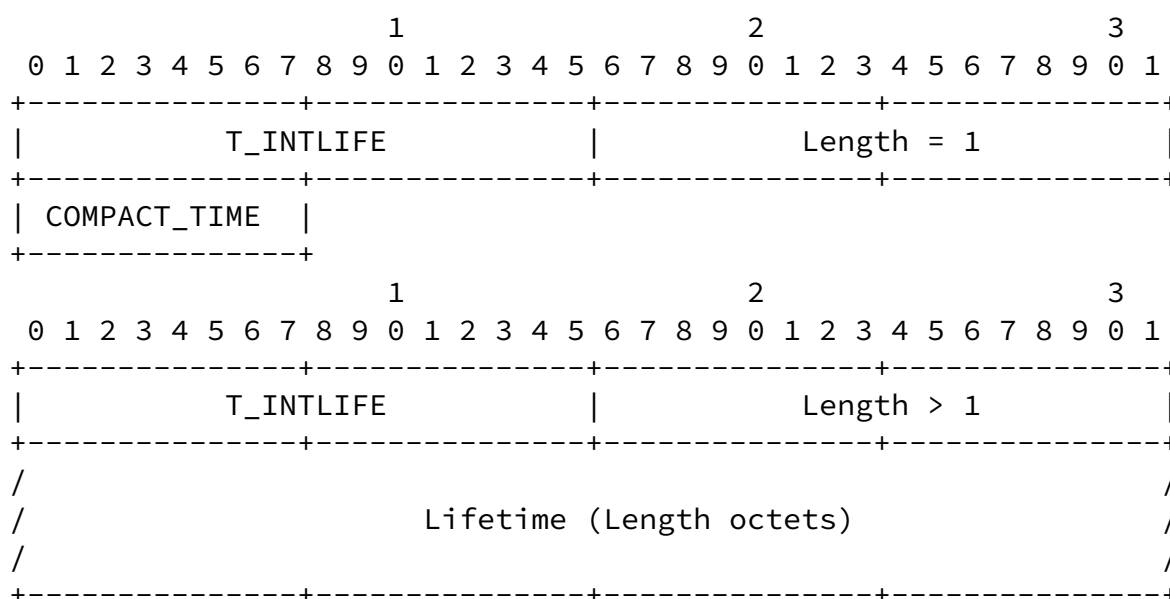 1                   2                   3
 0 1 2 3 4 5 6 7 8 9 0 1 2 3 4 5 6 7 8 9 0 1 2 3 4 5 6 7 8 9 0 1
+---------------+---------------+---------------+---------------+
|           T_INTLIFE           |           Length = 1          |
+---------------+---------------+---------------+---------------+
| COMPACT_TIME  |
+---------------+
                     1                   2                   3
 0 1 2 3 4 5 6 7 8 9 0 1 2 3 4 5 6 7 8 9 0 1 2 3 4 5 6 7 8 9 0 1
+---------------+---------------+---------------+---------------+
|           T_INTLIFE           |           Length > 1          |
+---------------+---------------+---------------+---------------+
/                                                               /
/                      Lifetime (Length octets)                 /
/                                                               /
+---------------+---------------+---------------+---------------+